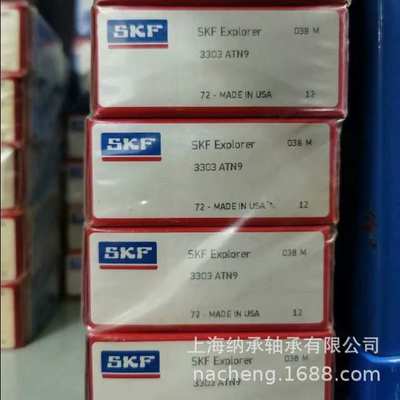 SKF SKF Explorer 038 M
3303 ATN9
72 - MADE IN USA 12
SKF SKF Explorer 038 M
3303 ATN9
72 - MADE IN USA 12
SKF SKF Explorer 038 M
3303 ATN9
72 - MADE IN USA 12
SKF SKF Explorer 038 M
3303 ATN9
上海纳承轴承有限公司
nacheng.1688.com